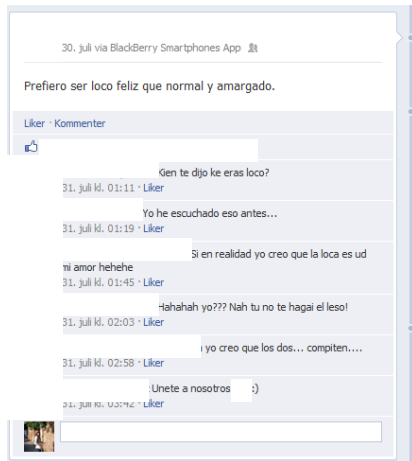 30. juli via BlackBerry Smartphones App
Prefiero ser loco feliz que normal y amargado.
Liker · Kommenter
Kien te dijo ke eras loco?
31. juli kl. 01:11 · Liker
Yo he escuchado eso antes...
31. juli kl. 01:19 · Liker
Si en realidad yo creo que la loca es ud
mi amor hehehe
31. juli kl. 01:45 · Liker
Hahahah yo??? Nah tu no te hagai el leso!
31. juli kl. 02:03 · Liker
yo creo que los dos... compiten....
31. juli kl. 02:58 · Liker
: Unete a nosotros :)
31. juli kl. 03:42 · Liker